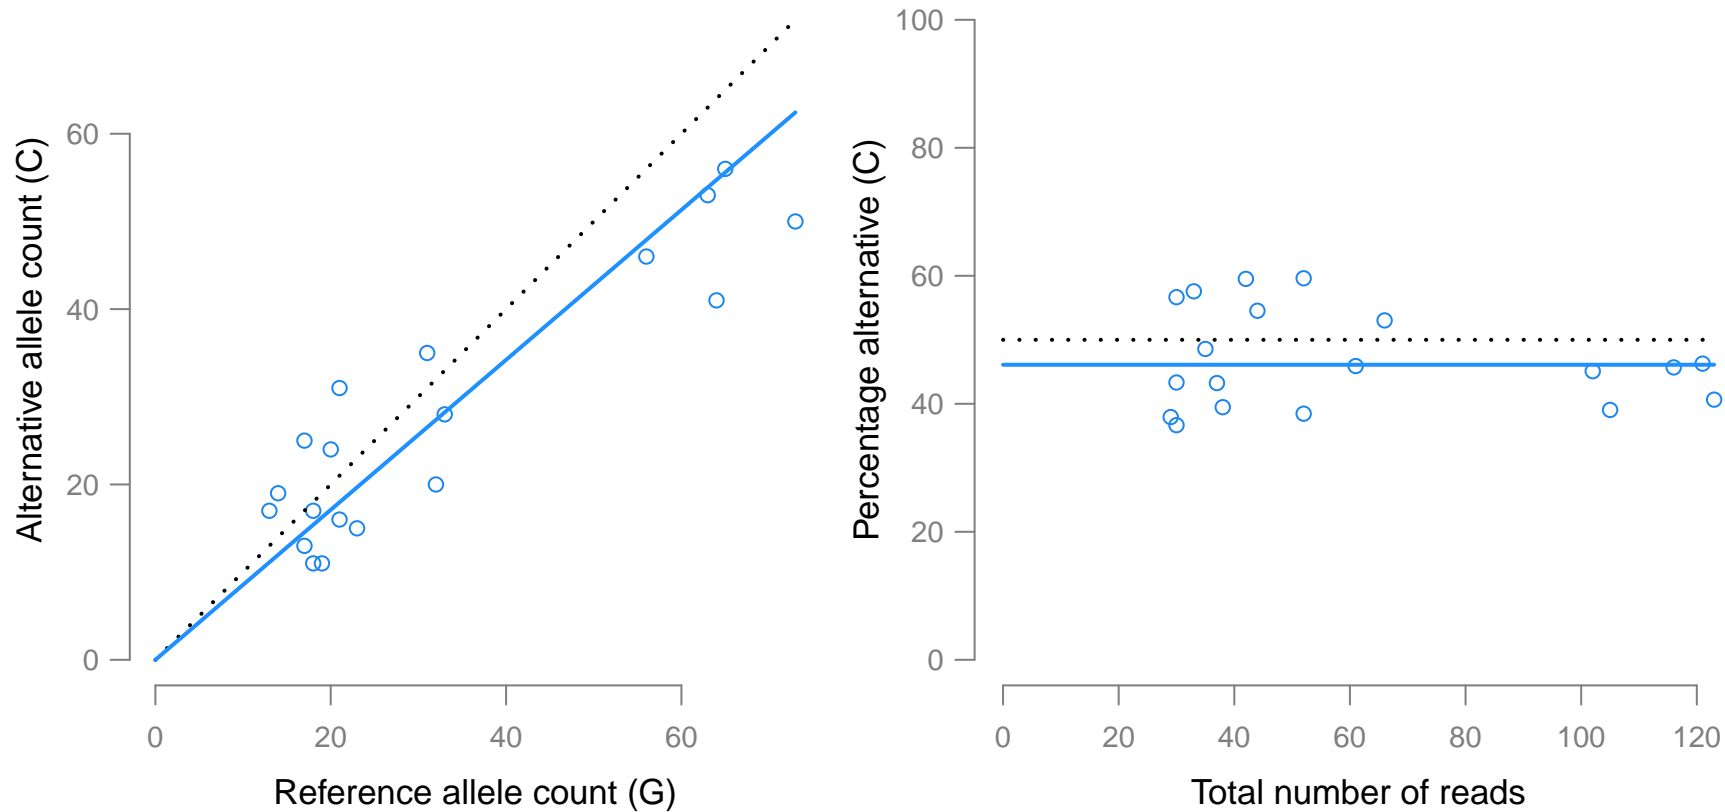 Alternative allele count (C)
60
40
20
0
0 20 40 60
Reference allele count (G)
Percentage alternative (C)
100
80
60
40
20
0
0 20 40 60 80 100 120
Total number of reads